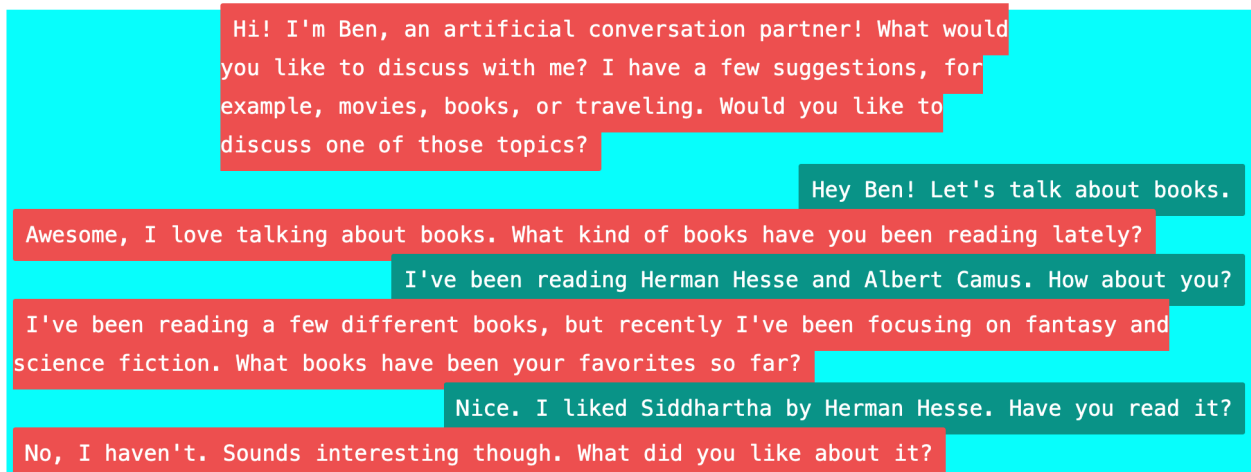 Hi! I'm Ben, an artificial conversation partner! What would
you like to discuss with me? I have a few suggestions, for
example, movies, books, or traveling. Would you like to
discuss one of those topics?
Hey Ben! Let's talk about books.
Awesome, I love talking about books. What kind of books have you been reading lately?
I've been reading Herman Hesse and Albert Camus. How about you?
I've been reading a few different books, but recently I've been focusing on fantasy and
science fiction. What books have been your favorites so far?
Nice. I liked Siddhartha by Herman Hesse. Have you read it?
No, I haven't. Sounds interesting though. What did you like about it?